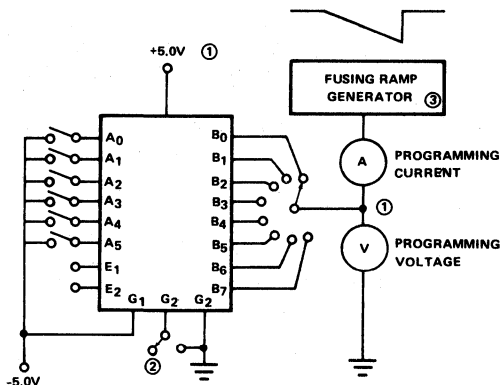 +5.0V ①
FUSING RAMP
GENERATOR ③
A PROGRAMMING
CURRENT
①
V PROGRAMMING
VOLTAGE
A0 B0
A1 B1
A2 B2
A3 B3
A4 B4
A5 B5
E1 B6
E2 B7
G1 G2 G2
②
-5.0V